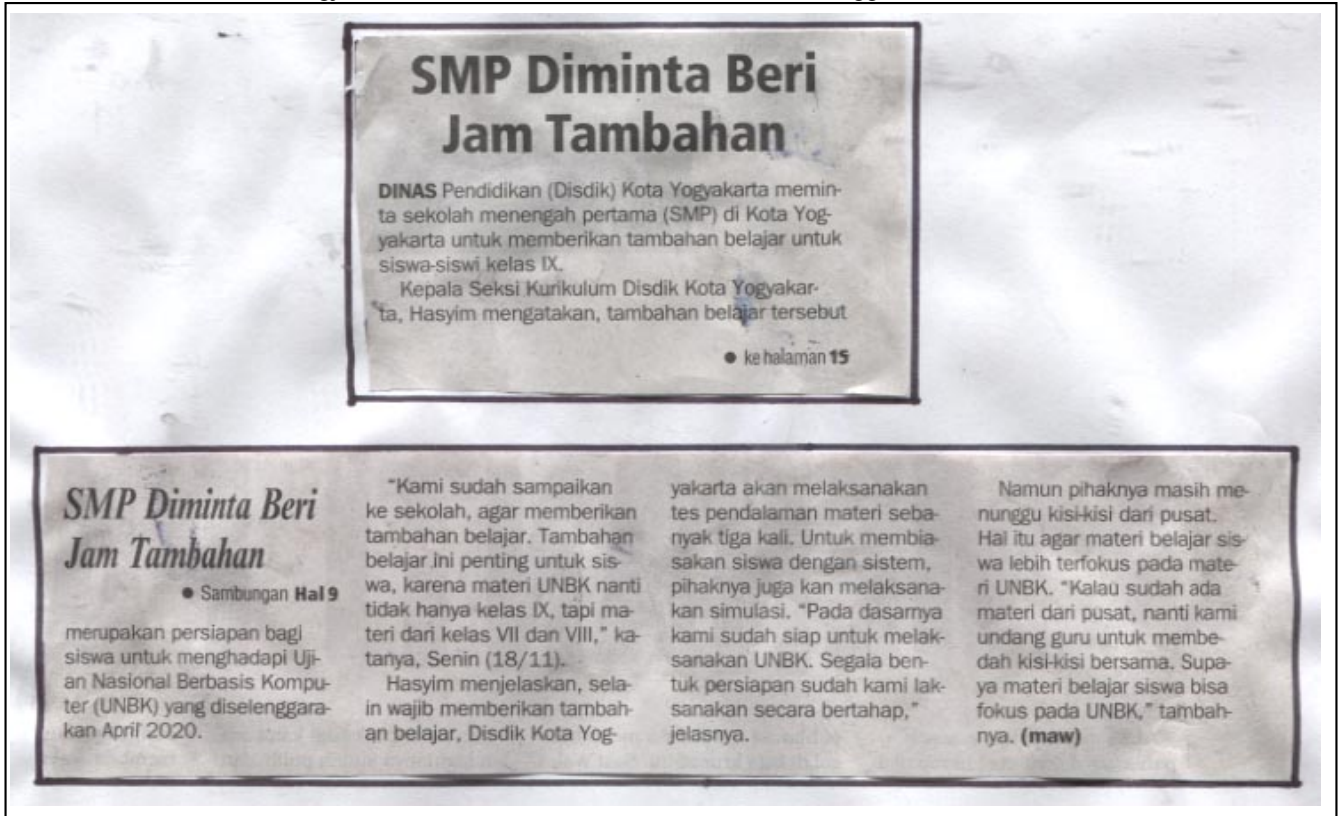 SMP Diminta Beri
Jam Tambahan
DINAS Pendidikan (Disdik) Kota Yogyakarta memin-
ta sekolah menengah pertama (SMP) di Kota Yog-
yakarta untuk memberikan tambahan belajar untuk
siswa-siswi kelas IX.
Kepala Seksi Kurikulum Disdik Kota Yogyakar-
ta, Hasyim mengatakan, tambahan belajar tersebut
● ke halaman 15
SMP Diminta Beri
Jam Tambahan
● Sambungan Hal 9
merupakan persiapan bagi
siswa untuk menghadapi Uji-
an Nasional Berbasis Kompu-
ter (UNBK) yang diselenggara-
kan April 2020.
"Kami sudah sampaikan
ke sekolah, agar memberikan
tambahan belajar. Tambahan
belajar ini penting untuk sis-
wa, karena materi UNBK nanti
tidak hanya kelas IX, tapi ma-
teri dari kelas VII dan VIII," ka-
tanya, Senin (18/11).
Hasyim menjelaskan, sela-
in wajib memberikan tambah-
an belajar, Disdik Kota Yog-
yakarta akan melaksanakan
tes pendalaman materi seba-
nyak tiga kali. Untuk membia-
sakan siswa dengan sistem,
pihaknya juga kan melaksana-
kan simulasi. "Pada dasarnya
kami sudah siap untuk melak-
sanakan UNBK. Segala ben-
tuk persiapan sudah kami lak-
sanakan secara bertahap,"
jelasnya.
Namun pihaknya masih me-
nunggu kisi-kisi dari pusat.
Hal itu agar materi belajar sis-
wa lebih terfokus pada mate-
ri UNBK. "Kalau sudah ada
materi dari pusat, nanti kami
undang guru untuk membe-
dah kisi-kisi bersama. Supa-
ya materi belajar siswa bisa
fokus pada UNBK," tambah-
nya. (maw)